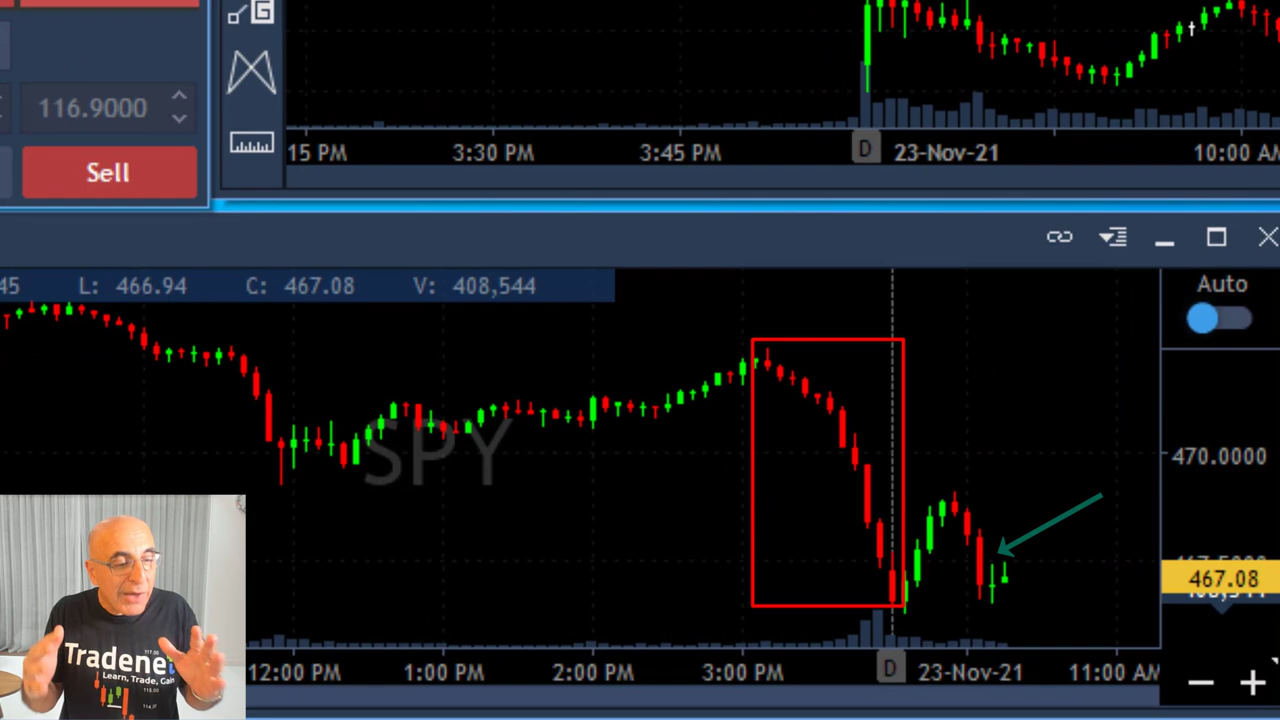 G
116.9000
Sell
15 PM 3:30 PM 3:45 PM D 23-Nov-21 10:00 AM
45 L: 466.94 C: 467.08 V: 408,544
Auto
SPY
470.0000
467.08
12:00 PM 1:00 PM 2:00 PM 3:00 PM D 23-Nov-21 11:00 AM
Tradene
Learn, Trade, Gain